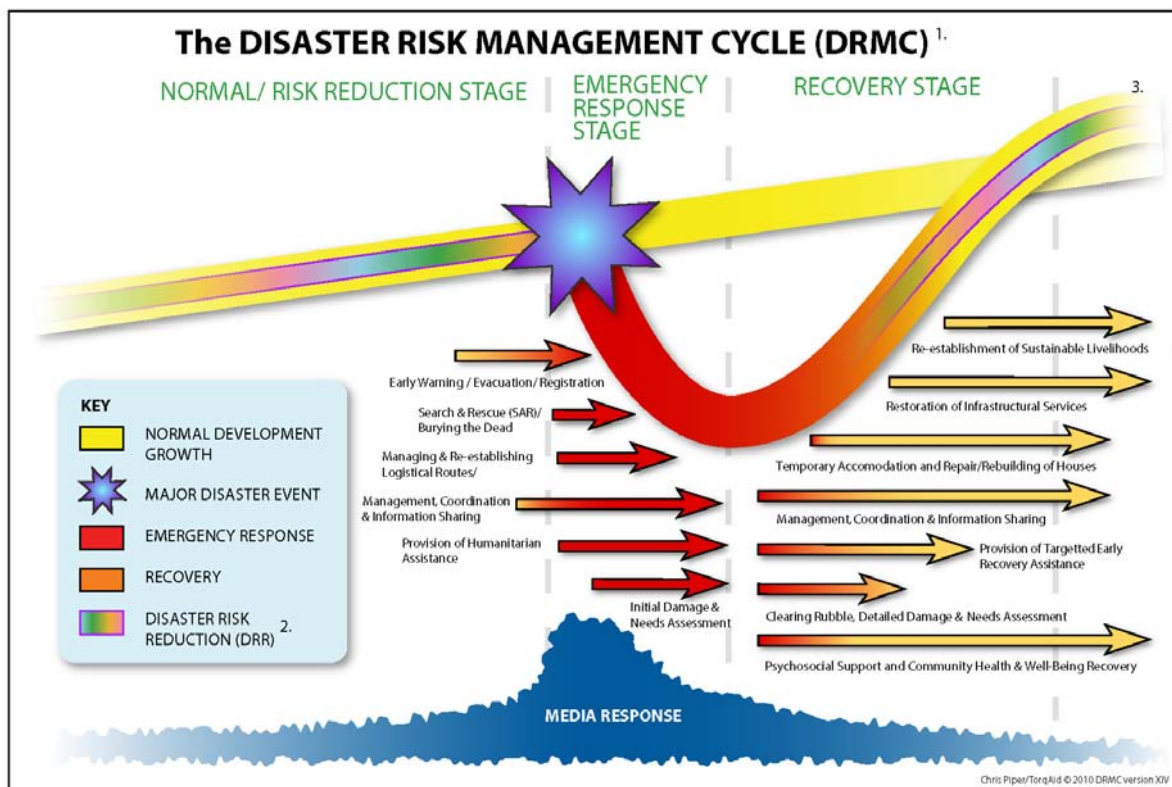 The DISASTER RISK MANAGEMENT CYCLE (DRMC) 1.
NORMAL/ RISK REDUCTION STAGE
EMERGENCY
RESPONSE
STAGE
RECOVERY STAGE
3.
Early Warning / Evacuation/ Registration
Search & Rescue (SAR)/
Burying the Dead
Managing & Re-establishing
Logistical Routes/
Management, Coordination
& Information Sharing
Provision of Humanitarian
Assistance
Initial Damage &
Needs Assessment
Re-establishment of Sustainable Livelihoods
Restoration of Infrastructural Services
Temporary Accomodation and Repair/Rebuilding of Houses
Management, Coordination & Information Sharing
Provision of Targetted Early
Recovery Assistance
Clearing Rubble, Detailed Damage & Needs Assessment
Psychosocial Support and Community Health & Well-Being Recovery
KEY
NORMAL DEVELOPMENT
GROWTH
MAJOR DISASTER EVENT
EMERGENCY RESPONSE
RECOVERY
DISASTER RISK
REDUCTION (DRR) 2.
MEDIA RESPONSE
Chris Piper/TorqAid © 2010 DRMC version XIV